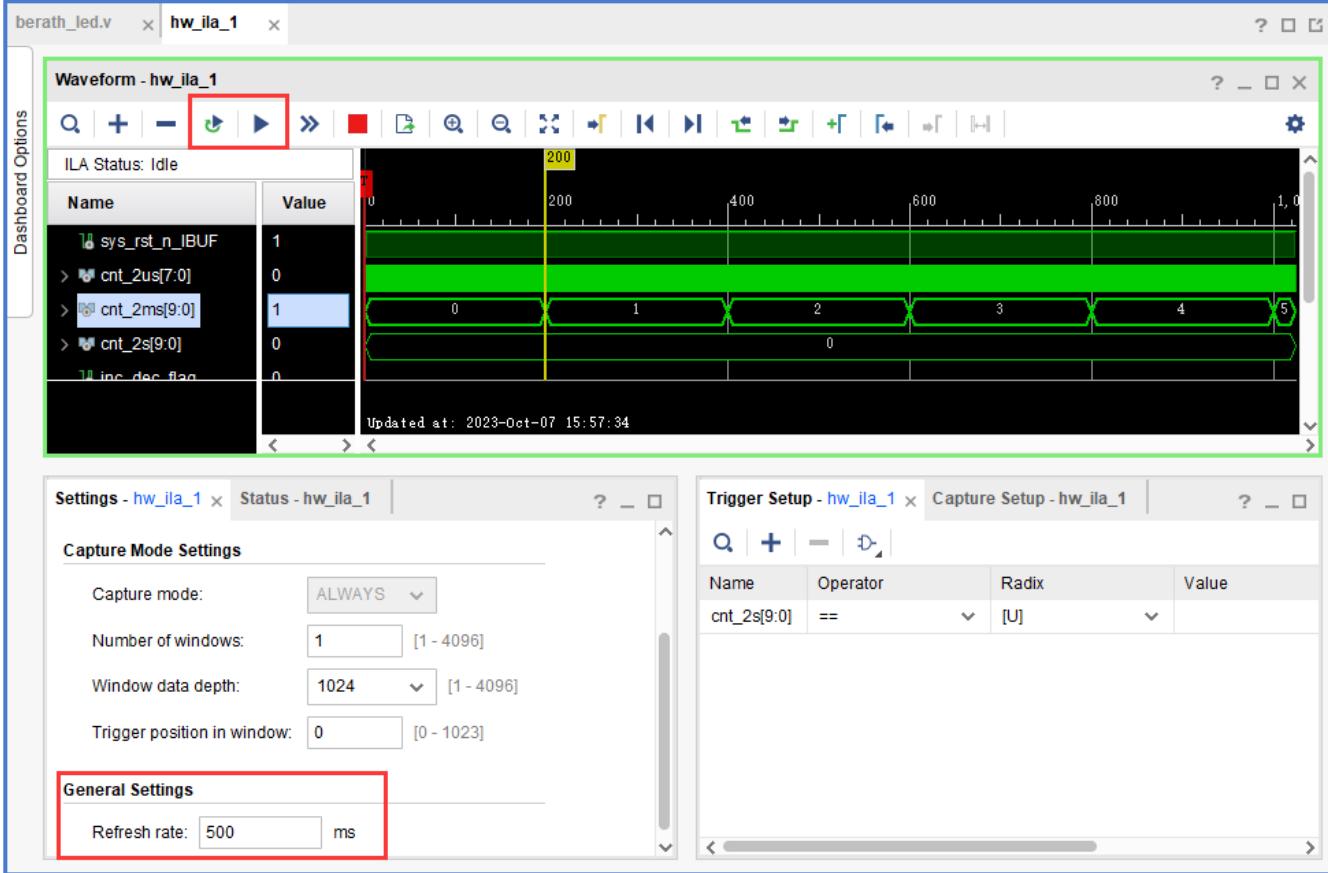 berath_led.v × hw_ila_1 × ?
Dashboard Options
Waveform - hw_ila_1 ?
ILA Status: Idle
Name Value
200
T
0 200 400 600 800 1,0
sys_rst_n_IBUF 1
cnt_2us[7:0] 0
cnt_2ms[9:0] 1 0 1 2 3 4 5
cnt_2s[9:0] 0 0
inc_dec_flag 0
Updated at: 2023-Oct-07 15:57:34
Settings - hw_ila_1 × Status - hw_ila_1 ?
Capture Mode Settings
Capture mode: ALWAYS
Number of windows: 1 [1 - 4096]
Window data depth: 1024 [1 - 4096]
Trigger position in window: 0 [0 - 1023]
General Settings
Refresh rate: 500 ms
Trigger Setup - hw_ila_1 × Capture Setup - hw_ila_1 ?
Name Operator Radix Value
cnt_2s[9:0] == [U]